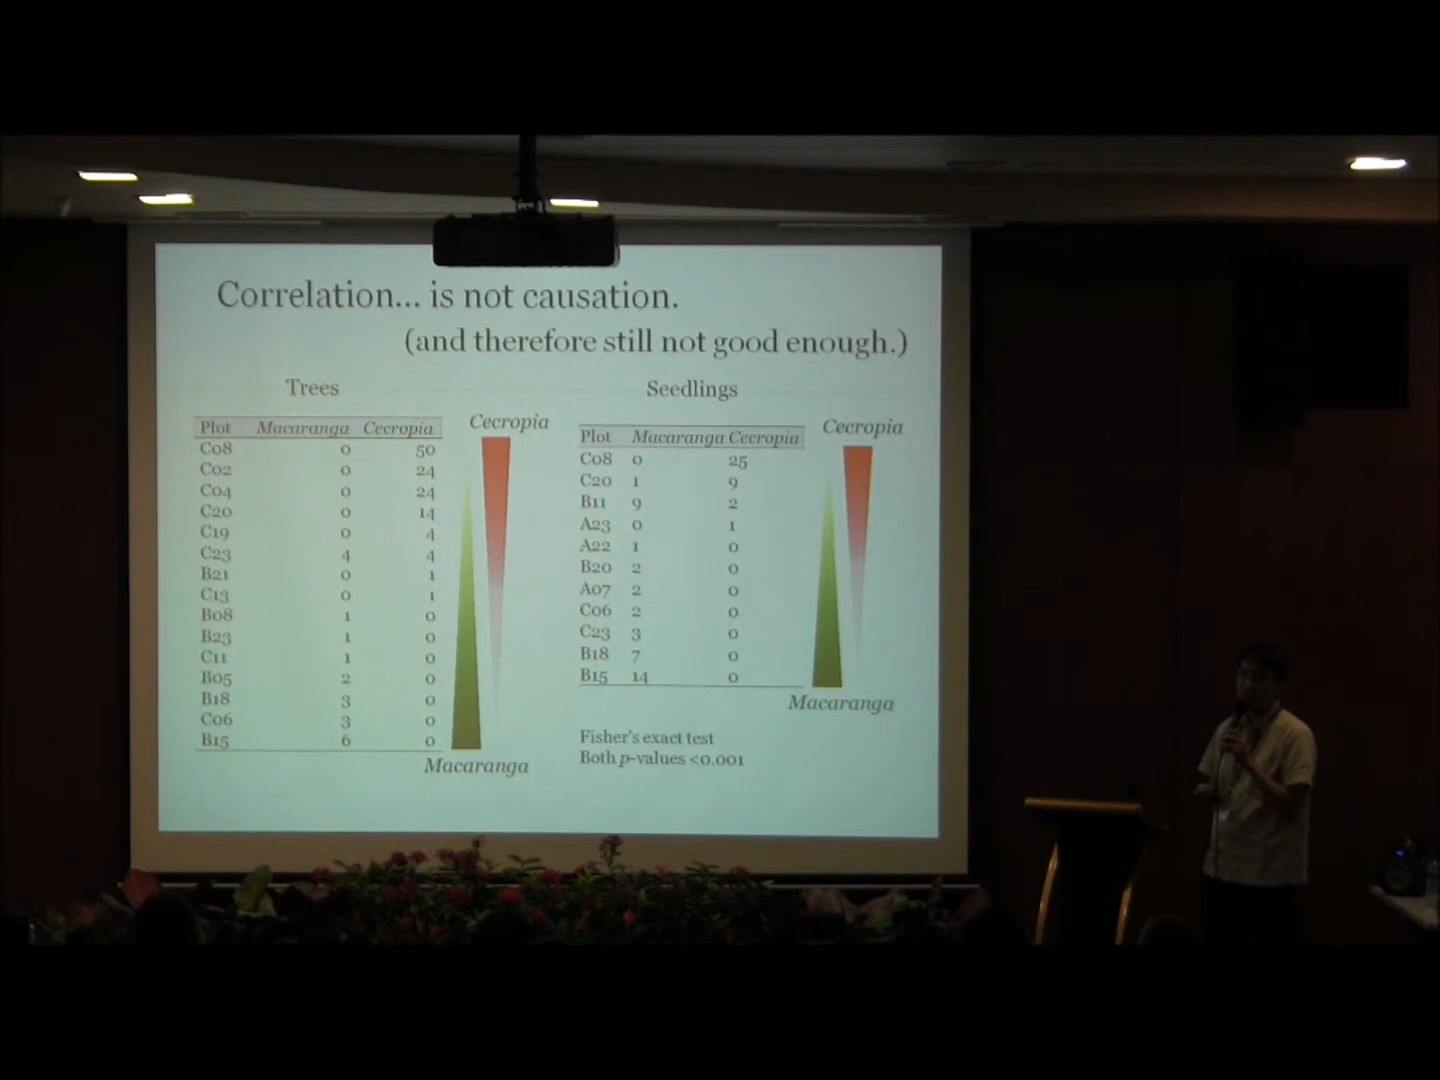 Correlation... is not causation.
(and therefore still not good enough.)
Trees
Plot Macaranga Cecropia
C08 0 50
C02 0 24
C04 0 24
C20 0 14
C19 0 4
C23 4 4
B21 0 1
C13 0 1
B08 1 0
B23 1 0
C11 1 0
B05 2 0
B18 3 0
C06 3 0
B15 6 0
Cecropia
Macaranga
Seedlings
Plot Macaranga Cecropia
C08 0 25
C20 1 9
B11 9 2
A23 0 1
A22 1 0
B20 2 0
A07 2 0
C06 2 0
C23 3 0
B18 7 0
B15 14 0
Cecropia
Macaranga
Fisher's exact test
Both p-values <0.001